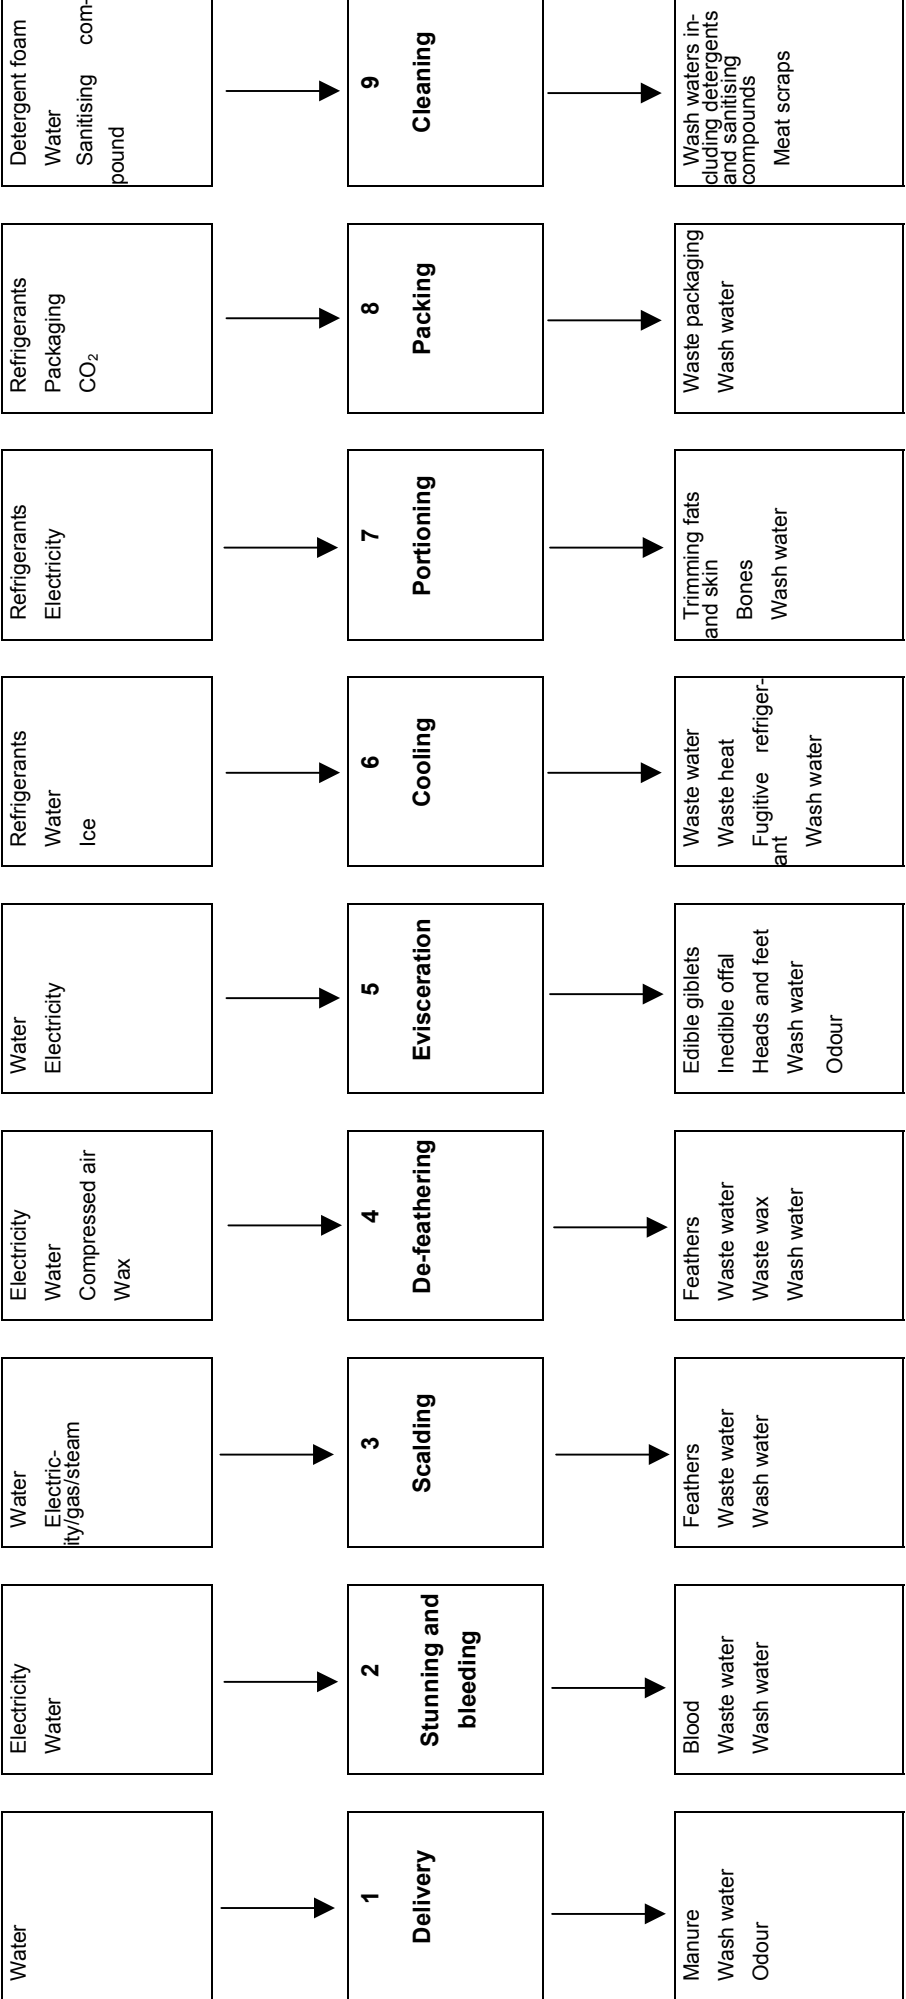 Water
Electricity
Water
Water
Electric-
ity/gas/steam
Electricity
Water
Compressed air
Wax
Water
Electricity
Refrigerants
Water
Ice
Refrigerants
Electricity
Refrigerants
Packaging
CO₂
Detergent foam
Water
Sanitising com-
pound
1
Delivery
2
Stunning and
bleeding
3
Scalding
4
De-feathering
5
Evisceration
6
Cooling
7
Portioning
8
Packing
9
Cleaning
Manure
Wash water
Odour
Blood
Waste water
Wash water
Feathers
Waste water
Wash water
Feathers
Waste water
Waste wax
Wash water
Edible giblets
Inedible offal
Heads and feet
Wash water
Odour
Waste water
Waste heat
Fugitive refriger-
ant
Wash water
Trimming fats
and skin
Bones
Wash water
Waste packaging
Wash water
Wash waters in-
cluding detergents
and sanitising
compounds
Meat scraps